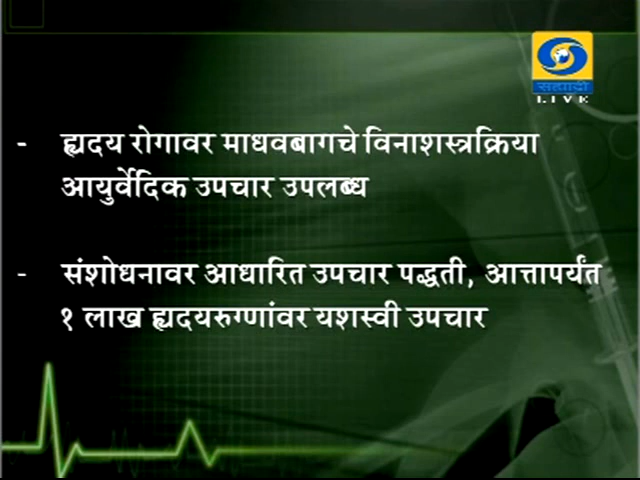 सह्याद्री
LIVE
- ह्यदय रोगावर माधवबागचे विनाशस्त्रक्रिया
आयुर्वेदिक उपचार उपलब्ध
- संशोधनावर आधारित उपचार पद्धती, आत्तापर्यंत
१ लाख ह्यदयरुग्णांवर यशस्वी उपचार